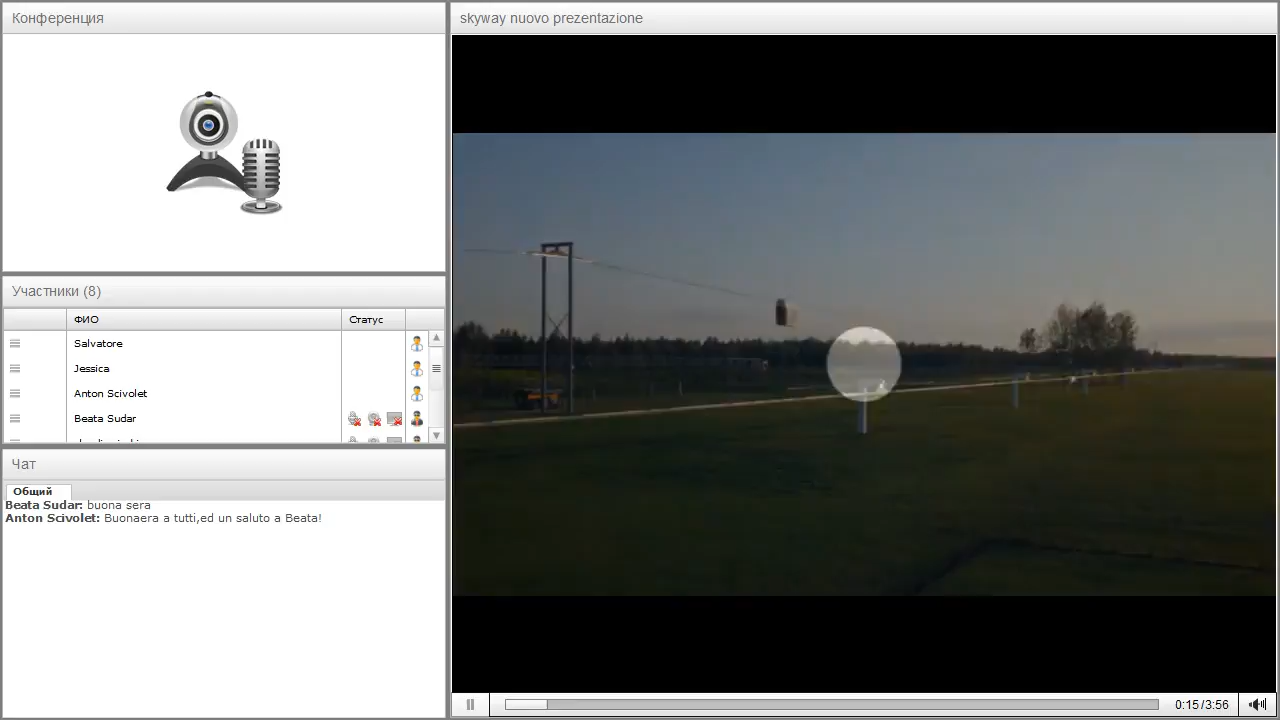 Конференция
skyway nuovo prezentazione
Участники (8)
ФИО
Статус
Salvatore
Jessica
Anton Scivolet
Beata Sudar
Чат
Общий
Beata Sudar: buona sera
Anton Scivolet: Buonaera a tutti,ed un saluto a Beata!
0:15/3:56